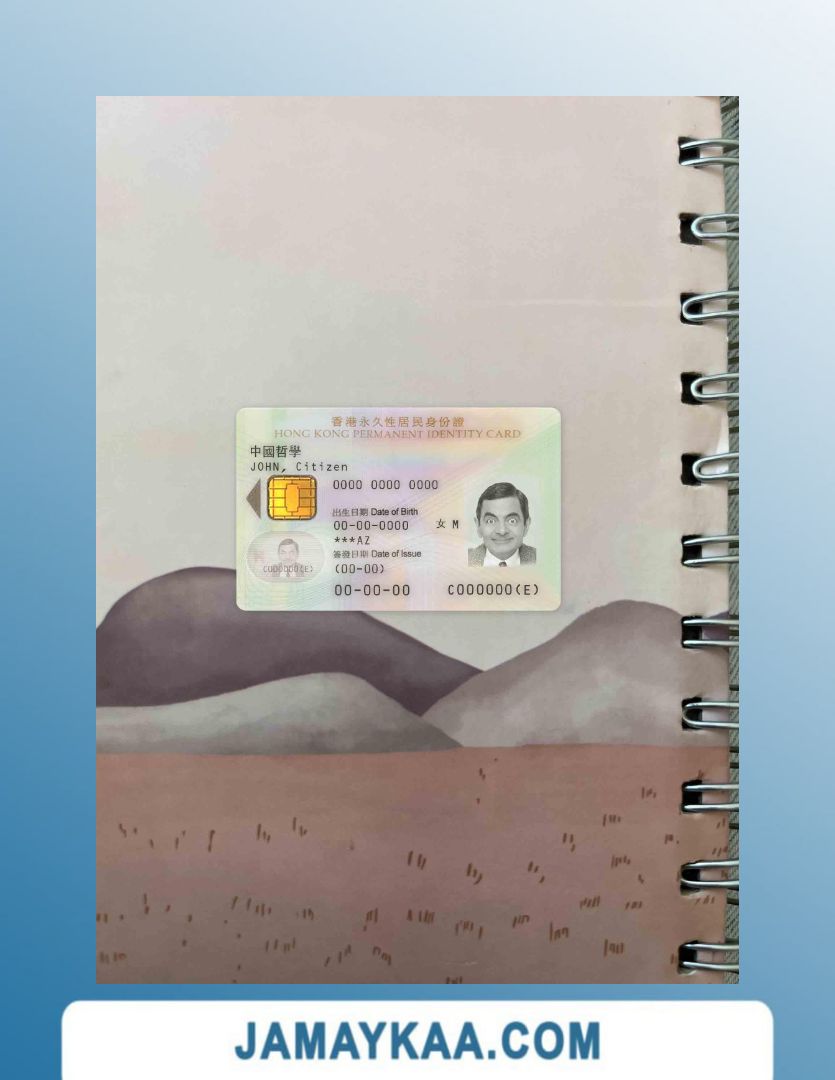 香港永久性居民身份證
HONG KONG PERMANENT IDENTITY CARD
中國哲學
JOHN, Citizen
0000 0000 0000
出生日期 Date of Birth
00-00-0000 女 M
***AZ
簽發日期 Date of Issue
(00-00)
C000000(E)
00-00-00 C000000(E)
JAMAYKAA.COM